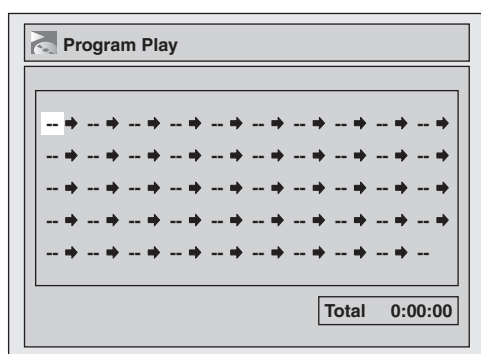 Program Play
-- ➡ -- ➡ -- ➡ -- ➡ -- ➡ -- ➡ -- ➡ -- ➡ -- ➡ -- ➡
-- ➡ -- ➡ -- ➡ -- ➡ -- ➡ -- ➡ -- ➡ -- ➡ -- ➡ -- ➡
-- ➡ -- ➡ -- ➡ -- ➡ -- ➡ -- ➡ -- ➡ -- ➡ -- ➡ -- ➡
-- ➡ -- ➡ -- ➡ -- ➡ -- ➡ -- ➡ -- ➡ -- ➡ -- ➡ -- ➡
-- ➡ -- ➡ -- ➡ -- ➡ -- ➡ -- ➡ -- ➡ -- ➡ -- ➡ --
Total 0:00:00